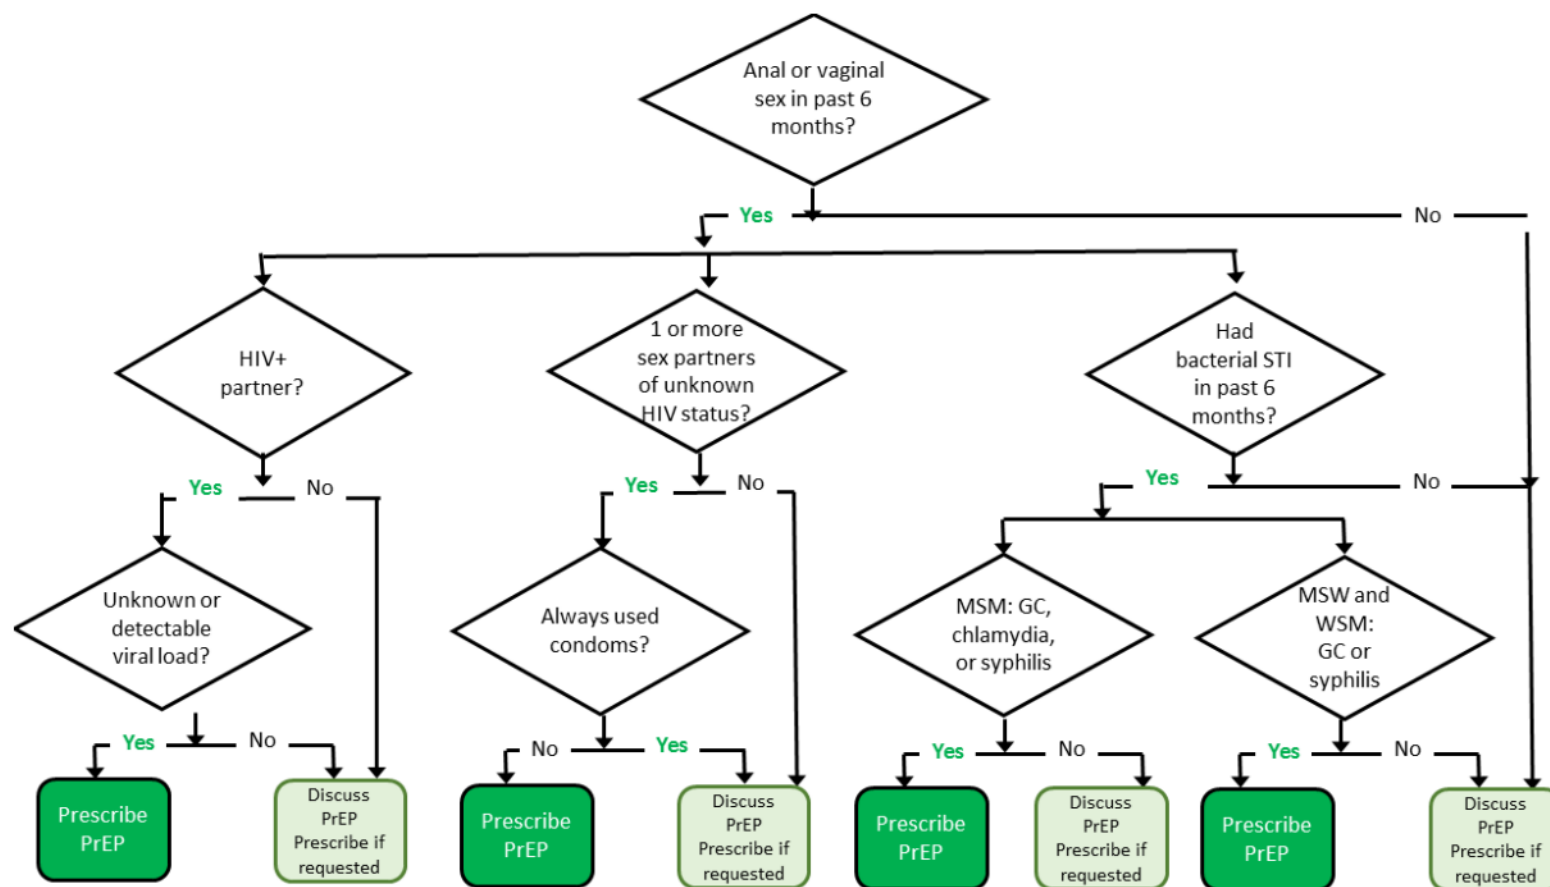 Anal or vaginal
sex in past 6
months?
Yes
No
HIV+
partner?
1 or more
sex partners
of unknown
HIV status?
Had
bacterial STI
in past 6
months?
Yes
No
Yes
No
Yes
No
Unknown or
detectable
viral load?
Always used
condoms?
MSM: GC,
chlamydia,
or syphilis
MSW and
WSM:
GC or
syphilis
Yes
No
No
Yes
Yes
No
Yes
No
Prescribe
PrEP
Discuss
PrEP
Prescribe if
requested
Prescribe
PrEP
Discuss
PrEP
Prescribe if
requested
Prescribe
PrEP
Discuss
PrEP
Prescribe if
requested
Prescribe
PrEP
Discuss
PrEP
Prescribe if
requested